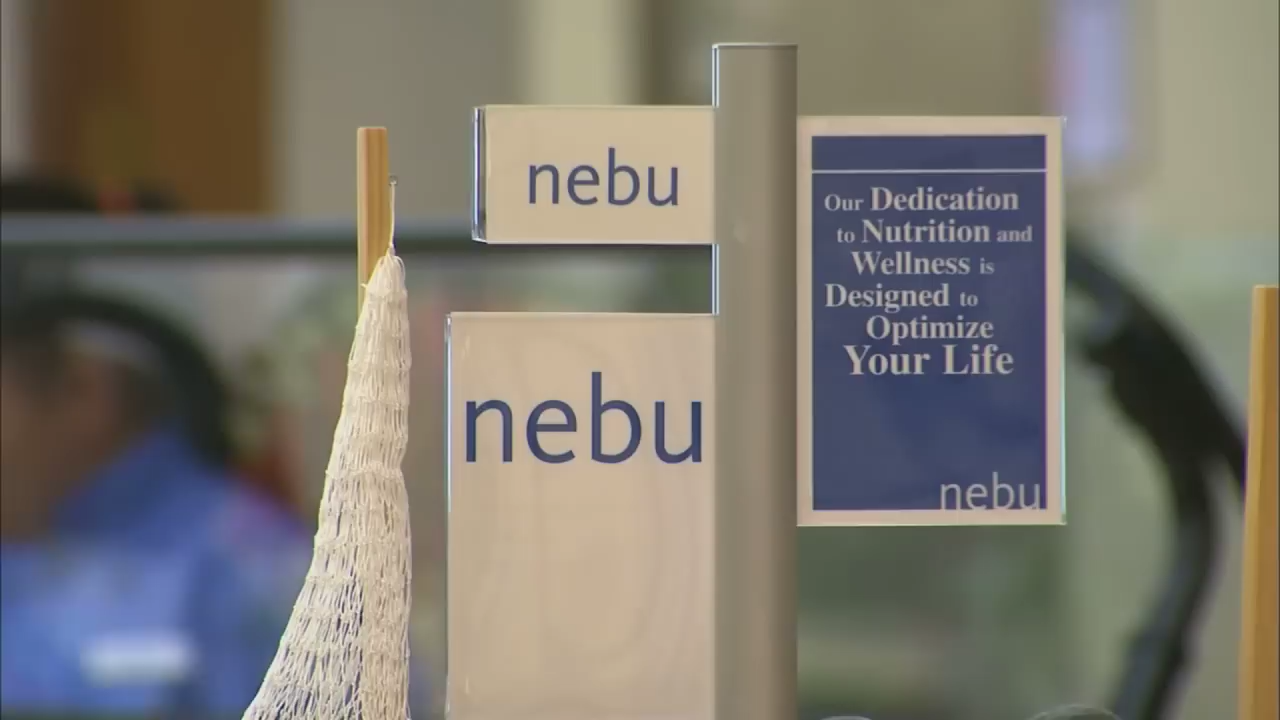 nebu
nebu
Our Dedication
to Nutrition and
Wellness is
Designed to
Optimize
Your Life
nebu